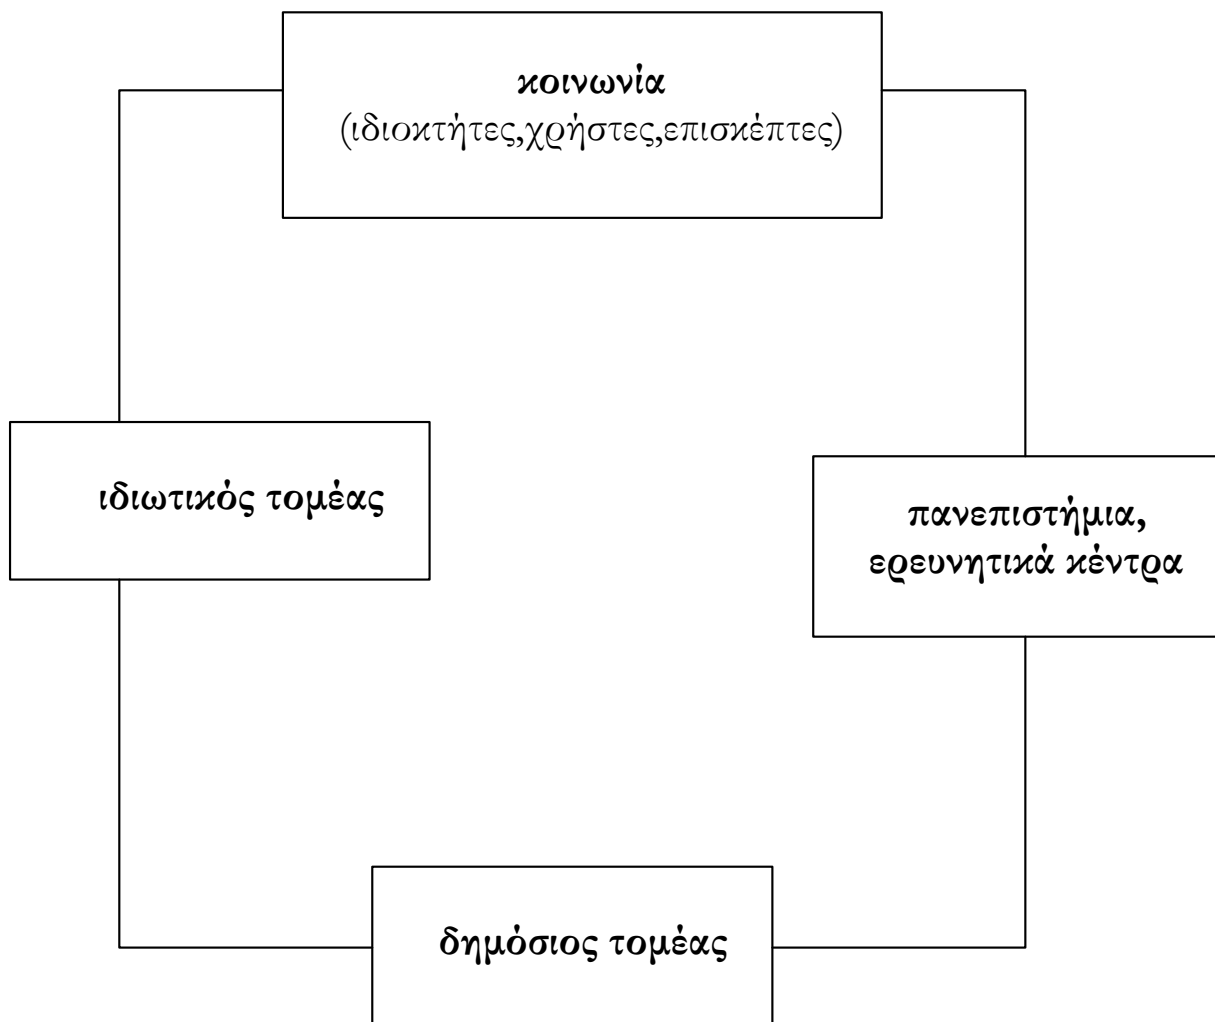 κοινωνία
(ιδιοκτήτες,χρήστες,επισκέπτες)
ιδιωτικός τομέας
πανεπιστήμια,
ερευνητικά κέντρα
δημόσιος τομέας